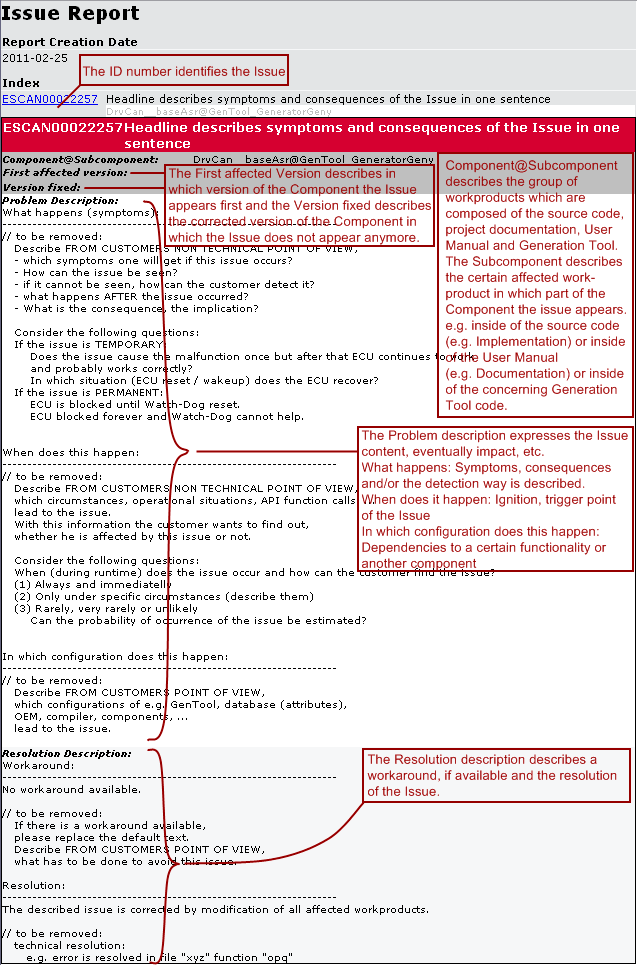 Issue Report
Report Creation Date
2011-02-25
The ID number identifies the Issue
Index
ESCAN00022257 Headline describes symptoms and consequences of the Issue in one sentence
DrvCan__baseAsr@GenTool_GeneratorGeny
ESCAN00022257 Headline describes symptoms and consequences of the Issue in one
sentence
Component@Subcomponent: DrvCan__baseAsr@GenTool_GeneratorGeny
First affected version:
Version fixed:
The First affected Version describes in
which version of the Component the Issue
appears first and the Version fixed describes
the corrected version of the Component in
which the Issue does not appear anymore.
Component@Subcomponent
describes the group of
workproducts which are
composed of the source code,
project documentation, User
Manual and Generation Tool.
The Subcomponent describes
the certain affected work-
product in which part of the
Component the issue appears.
e.g. inside of the source code
(e.g. Implementation) or inside
of the User Manual
(e.g. Documentation) or inside
of the concerning Generation
Tool code.
Problem Description:
What happens (symptoms):
--------------------------------------------------------------------
// to be removed:
Describe FROM CUSTOMERS NON TECHNICAL POINT OF VIEW,
- which symptoms one will get if this issue occurs?
- How can the issue be seen?
- if it cannot be seen, how can the customer detect it?
- what happens AFTER the issue occurred?
- What is the consequence, the implication?
Consider the following questions:
If the issue is TEMPORARY:
Does the issue cause the malfunction once but after that ECU continues to work
and probably works correctly?
In which situation (ECU reset / wakeup) does the ECU recover?
If the issue is PERMANENT:
ECU is blocked until Watch-Dog reset.
ECU blocked forever and Watch-Dog cannot help.
The Problem description expresses the Issue
content, eventually impact, etc.
What happens: Symptoms, consequences
and/or the detection way is described.
When does it happen: Ignition, trigger point
of the Issue
In which configuration does this happen:
Dependencies to a certain functionality or
another component
When does this happen:
--------------------------------------------------------------------
// to be removed:
Describe FROM CUSTOMERS NON TECHNICAL POINT OF VIEW,
which circumstances, operational situations, API function calls ...
lead to the issue.
With this information the customer wants to find out,
whether he is affected by this issue or not.
Consider the following questions:
When (during runtime) does the issue occur and how can the customer find the issue?
(1) Always and immediatelly
(2) Only under specific circumstances (describe them)
(3) Rarely, very rarely or unlikely
Can the probability of occurrence of the issue be estimated?
In which configuration does this happen:
--------------------------------------------------------------------
// to be removed:
Describe FROM CUSTOMERS POINT OF VIEW,
which configurations of e.g. GenTool, database (attributes),
OEM, compiler, components, ...
lead to the issue.
Resolution Description:
Workaround:
--------------------------------------------------------------------
No workaround available.
The Resolution description describes a
workaround, if available and the resolution
of the Issue.
// to be removed:
If there is a workaround available,
please replace the default text.
Describe FROM CUSTOMERS POINT OF VIEW,
what has to be done to avoid this issue.
Resolution:
--------------------------------------------------------------------
The described issue is corrected by modification of all affected workproducts.
// to be removed:
technical resolution:
e.g. error is resolved in file "xyz" function "opq"